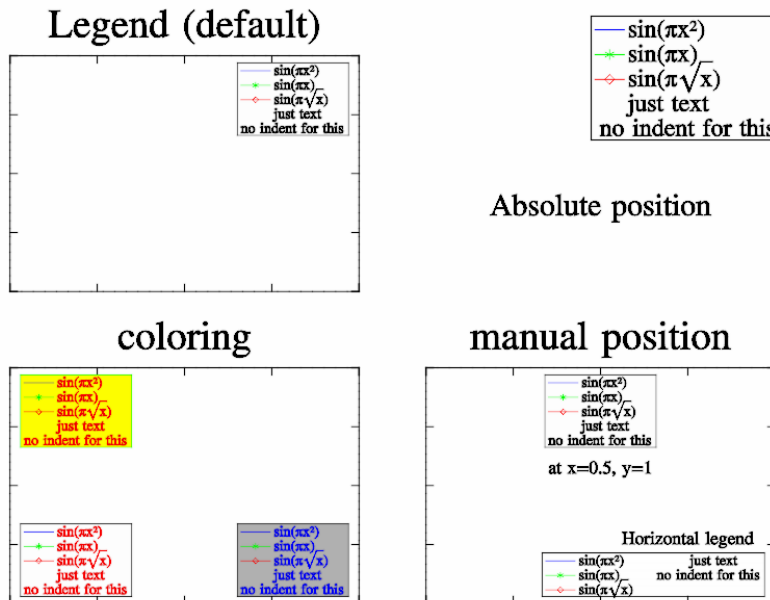 Legend (default)
sin(πx²)
sin(πx)
sin(π√x)
just text
no indent for this
sin(πx²)
sin(πx)
sin(π√x)
just text
no indent for this
Absolute position
coloring
sin(πx²)
sin(πx)
sin(π√x)
just text
no indent for this
sin(πx²)
sin(πx)
sin(π√x)
just text
no indent for this
sin(πx²)
sin(πx)
sin(π√x)
just text
no indent for this
manual position
sin(πx²)
sin(πx)
sin(π√x)
just text
no indent for this
at x=0.5, y=1
Horizontal legend
sin(πx²) just text
sin(πx) no indent for this
sin(π√x)